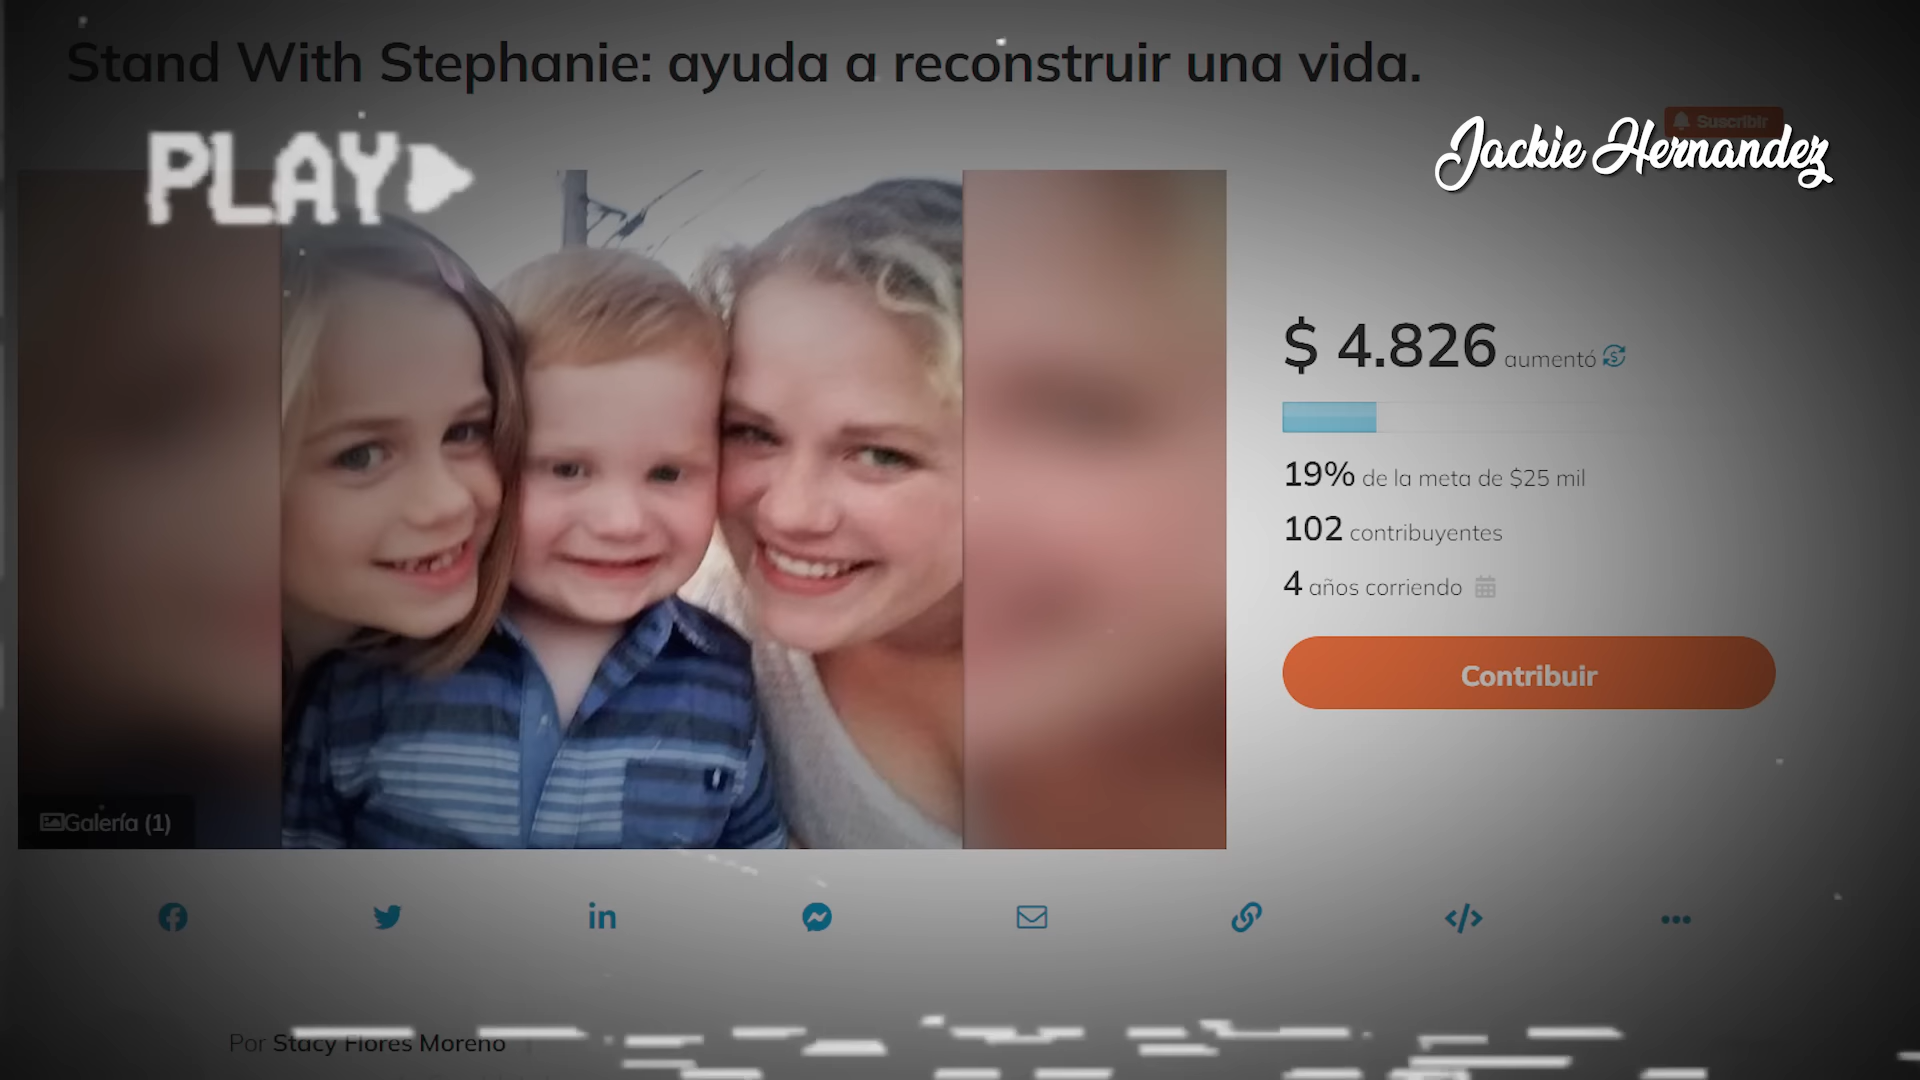 Stand With Stephanie: ayuda a reconstruir una vida.
Suscribir
Jackie Hernandez
PLAY
$ 4.826 aumentó
19% de la meta de $25 mil
102 contribuyentes
4 años corriendo
Contribuir
Galería (1)
Por Stacy Flores Moreno